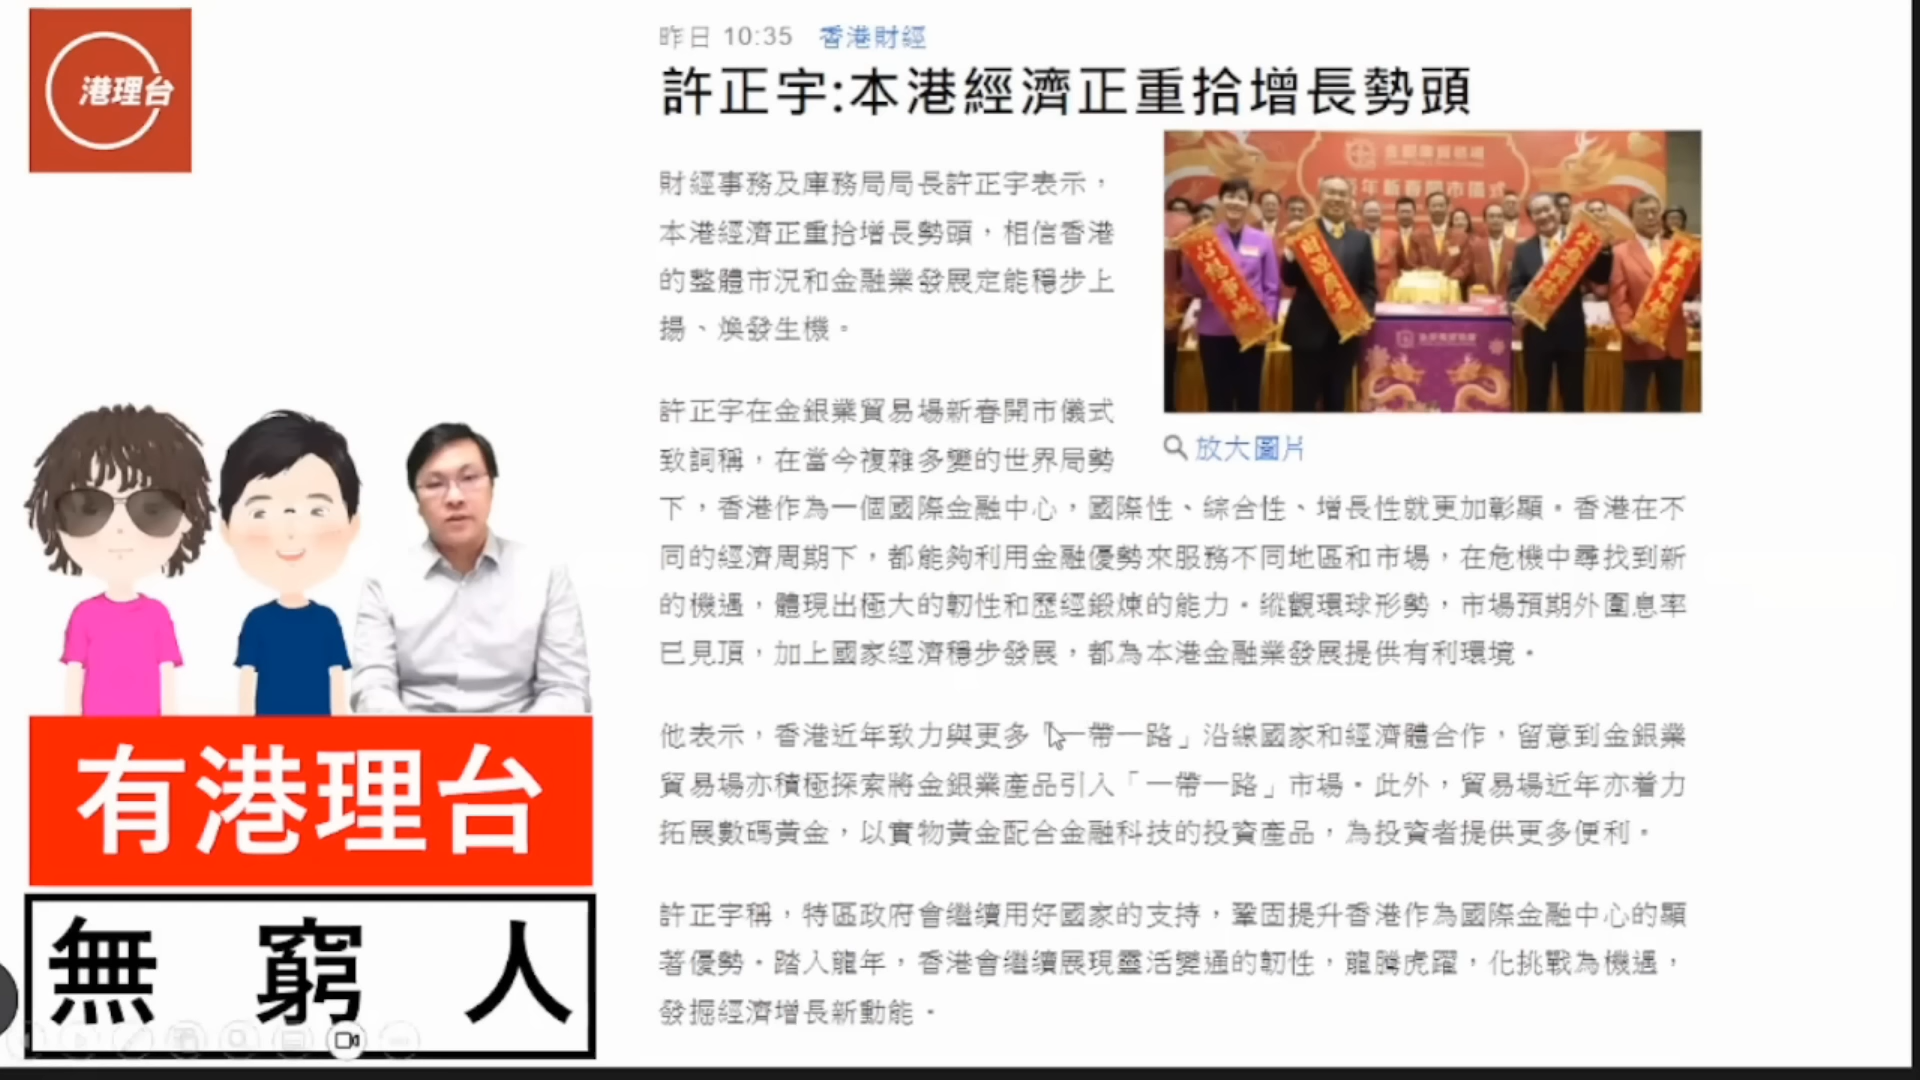 港理台
昨日 10:35 香港財經
許正宇:本港經濟正重拾增長勢頭
財經事務及庫務局局長許正宇表示，
本港經濟正重拾增長勢頭，相信香港
的整體市況和金融業發展定能穩步上
揚、煥發生機。
許正宇在金銀業貿易場新春開市儀式
致詞稱，在當今複雜多變的世界局勢
下，香港作為一個國際金融中心，國際性、綜合性、增長性就更加彰顯。香港在不
同的經濟周期下，都能夠利用金融優勢來服務不同地區和市場，在危機中尋找到新
的機遇，體現出極大的韌性和歷經鍛煉的能力。縱觀環球形勢，市場預期外圍息率
已見頂，加上國家經濟穩步發展，都為本港金融業發展提供有利環境。
放大圖片
他表示，香港近年致力與更多「一帶一路」沿線國家和經濟體合作，留意到金銀業
貿易場亦積極探索將金銀業產品引入「一帶一路」市場。此外，貿易場近年亦着力
拓展數碼黃金，以實物黃金配合金融科技的投資產品，為投資者提供更多便利。
許正宇稱，特區政府會繼續用好國家的支持，鞏固提升香港作為國際金融中心的顯
著優勢。踏入龍年，香港會繼續展現靈活變通的韌性，龍騰虎躍，化挑戰為機遇，
發掘經濟增長新動能。
有港理台
無窮人